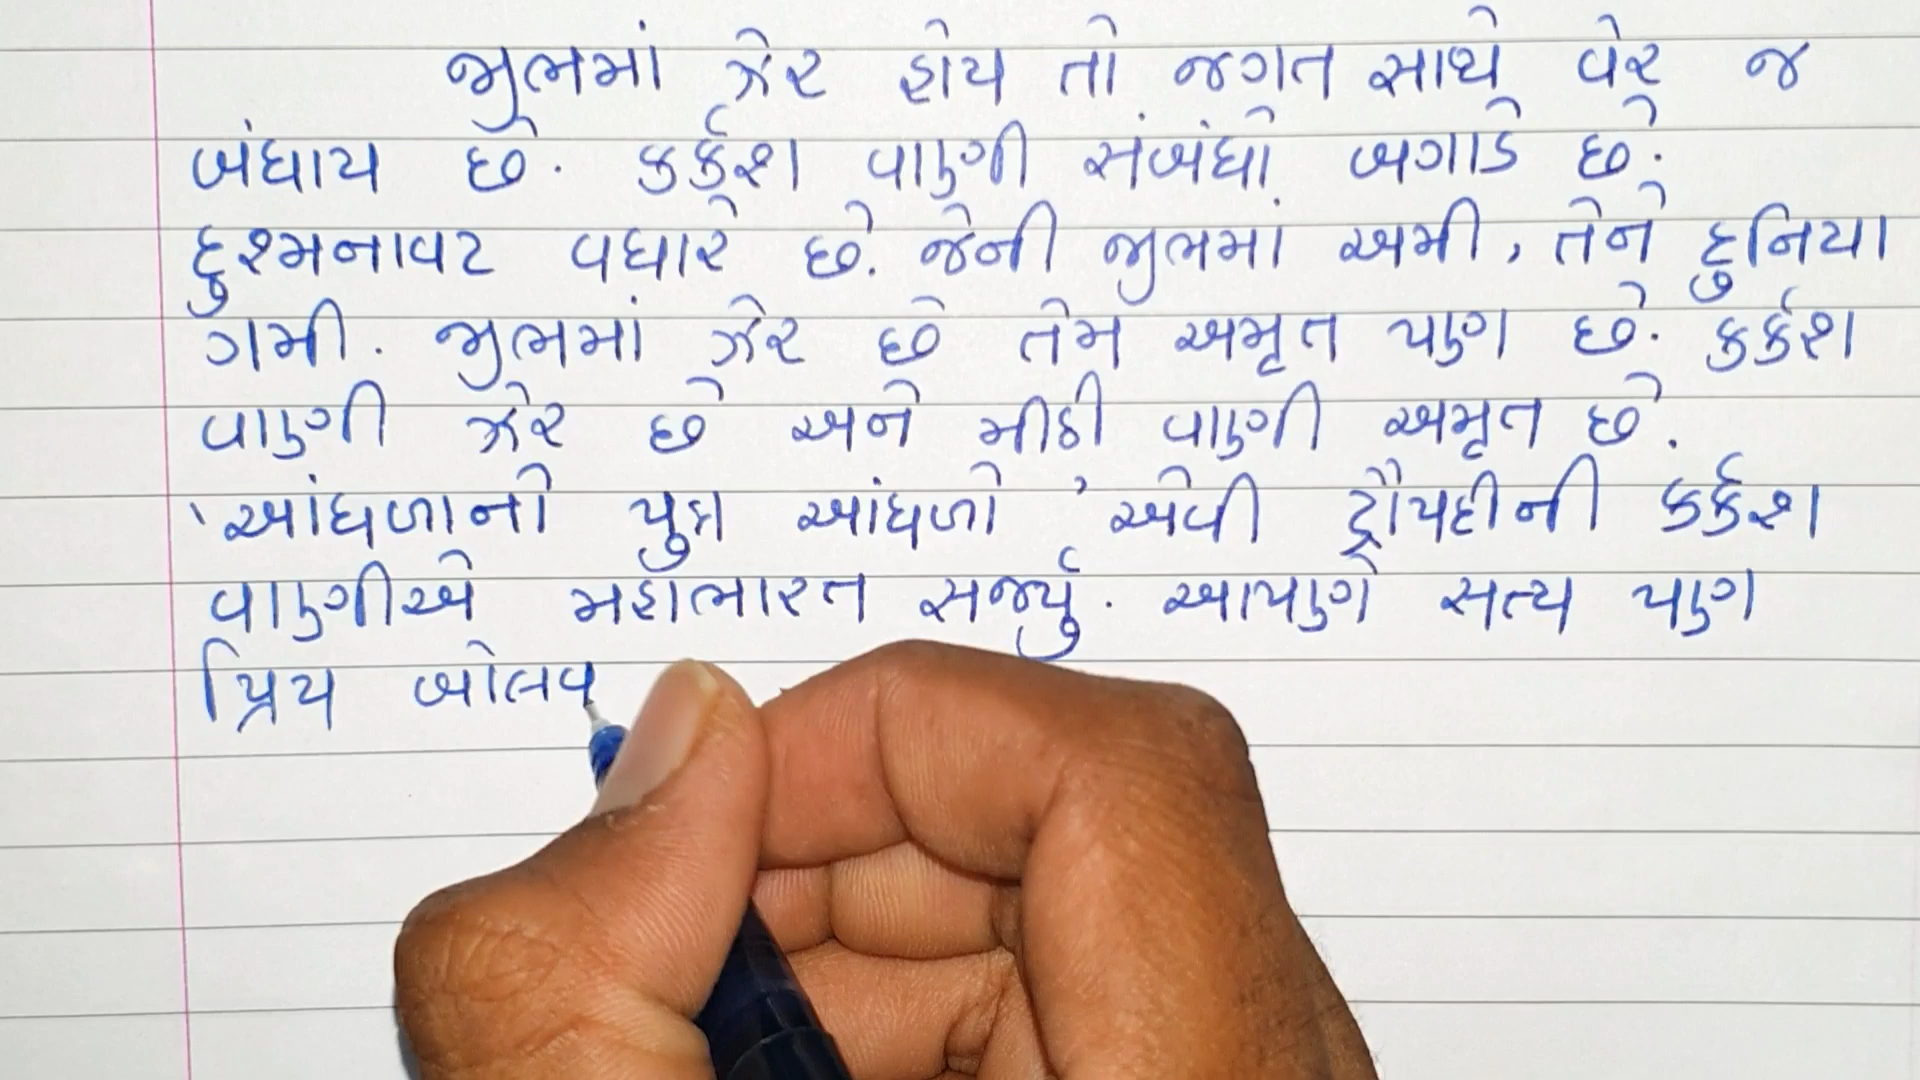 જીભમાં ઝેર હોય તો જગત સાથે વેર જ
બંધાય છે. કર્કશ વાણી સંબંધો બગાડે છે.
દુશ્મનાવટ વધારે છે. જેની જીભમાં અમી, તેને દુનિયા
ગમી. જીભમાં ઝેર છે તેમ અમૃત પણ છે. કર્કશ
વાણી ઝેર છે અને મીઠી વાણી અમૃત છે.
'આંધળાનો પુત્ર આંધળો' એવી દ્રૌપદીની કર્કશ
વાણીએ મહાભારત સર્જ્યું. આપણે સત્ય પણ
પ્રિય બોલવ